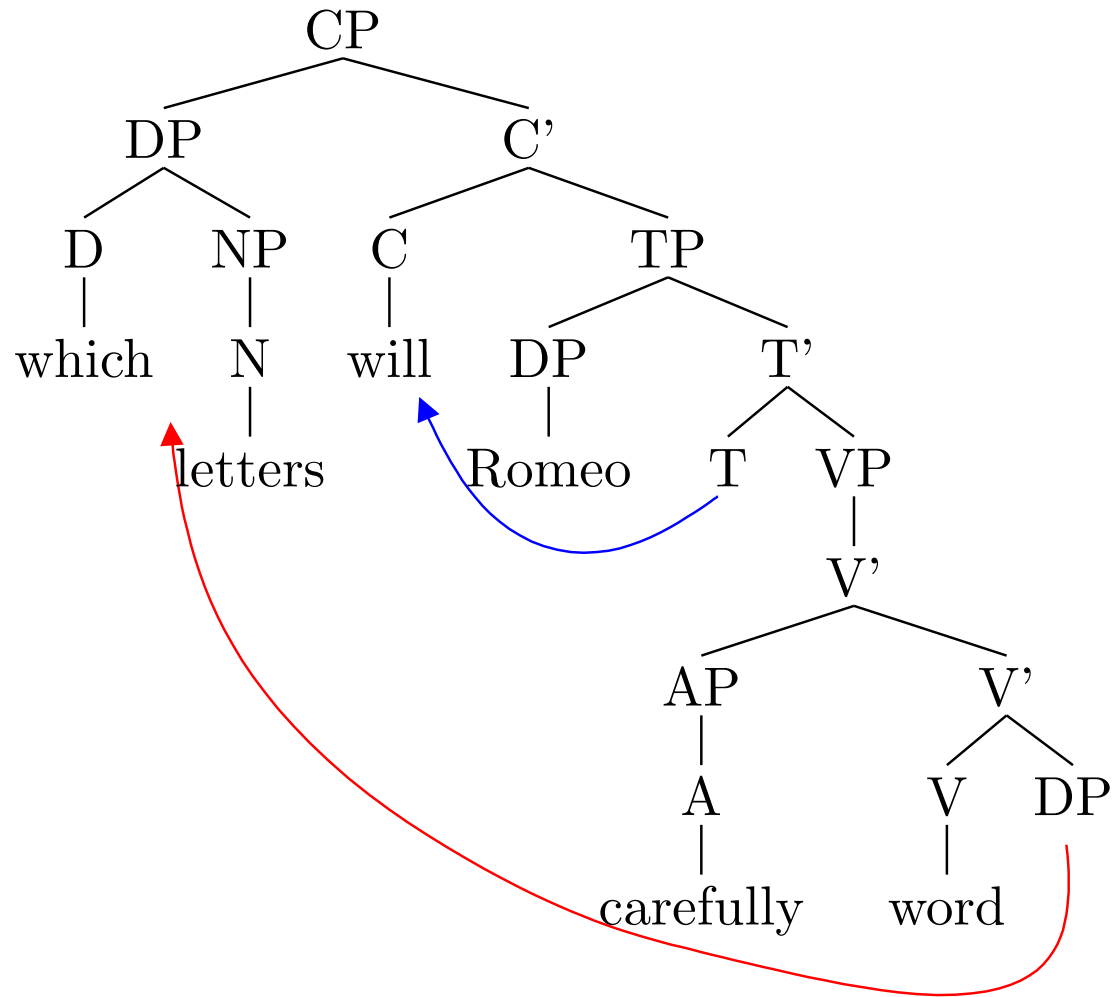 CP
DP C'
D NP C TP
which N will DP T'
letters Romeo T VP
V'
AP V'
A V DP
carefully word